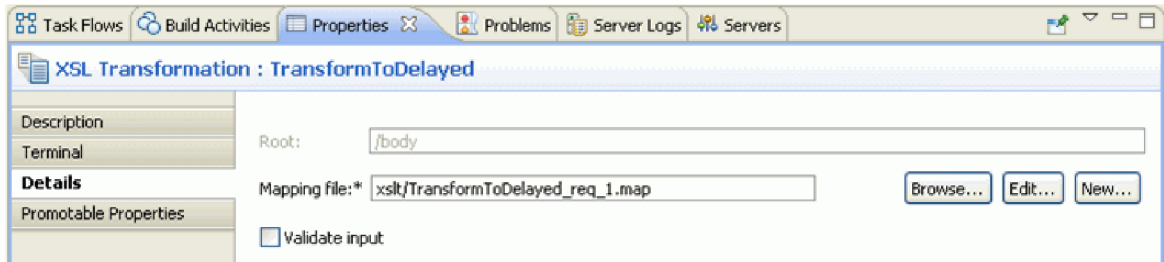 Task Flows Build Activities Properties Problems Server Logs Servers
XSL Transformation : TransformToDelayed
Description
Terminal
Details
Promotable Properties
Root: /body
Mapping file:* xslt/TransformToDelayed_req_1.map Browse... Edit... New...
Validate input